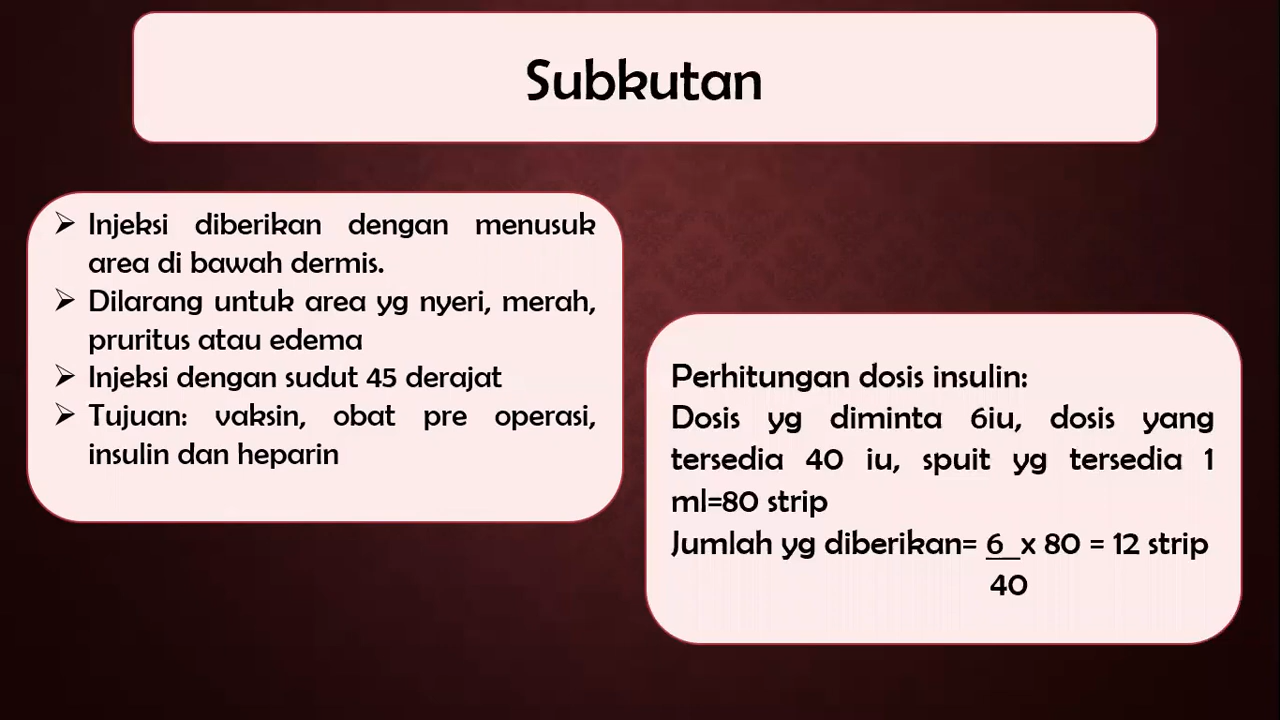 Subkutan
➢ Injeksi diberikan dengan menusuk
area di bawah dermis.
➢ Dilarang untuk area yg nyeri, merah,
pruritus atau edema
➢ Injeksi dengan sudut 45 derajat
➢ Tujuan: vaksin, obat pre operasi,
insulin dan heparin
Perhitungan dosis insulin:
Dosis yg diminta 6iu, dosis yang
tersedia 40 iu, spuit yg tersedia 1
ml=80 strip
Jumlah yg diberikan= 6 x 80 = 12 strip
40